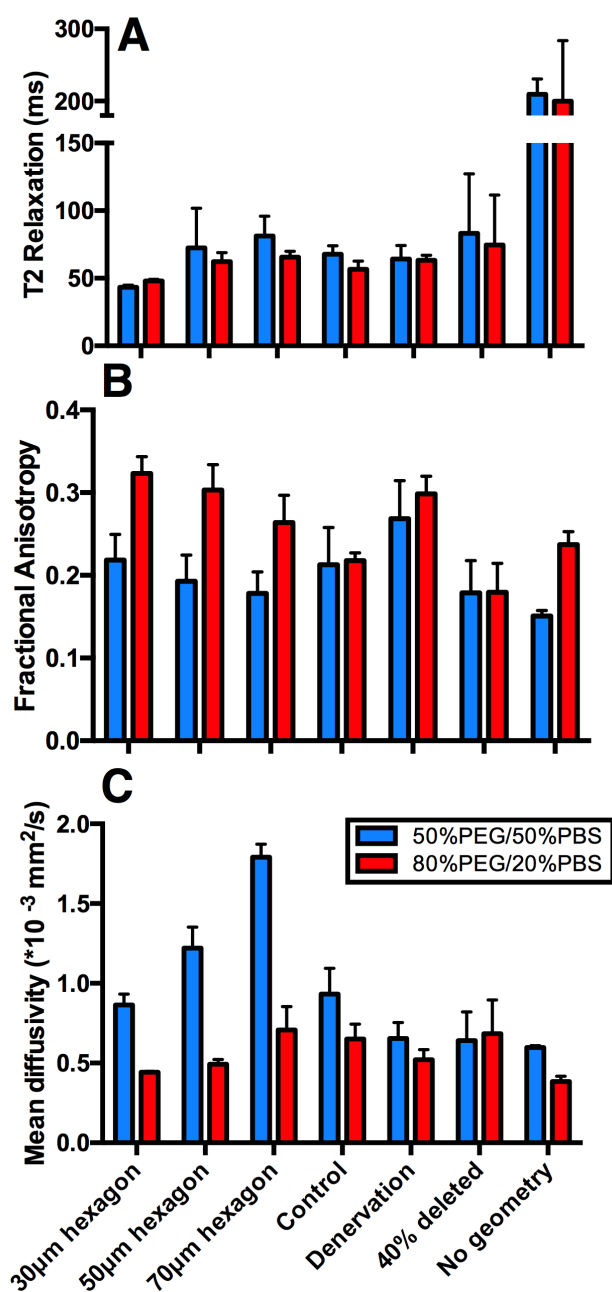 A
T2 Relaxation (ms)
300
200
150
100
50
0
B
Fractional Anisotropy
0.4
0.3
0.2
0.1
0.0
C
Mean diffusivity (*10 -3 mm2/s)
2.0
1.5
1.0
0.5
0.0
50%PEG/50%PBS
80%PEG/20%PBS
30µm hexagon
50µm hexagon
70µm hexagon
Control
Denervation
40% deleted
No geometry